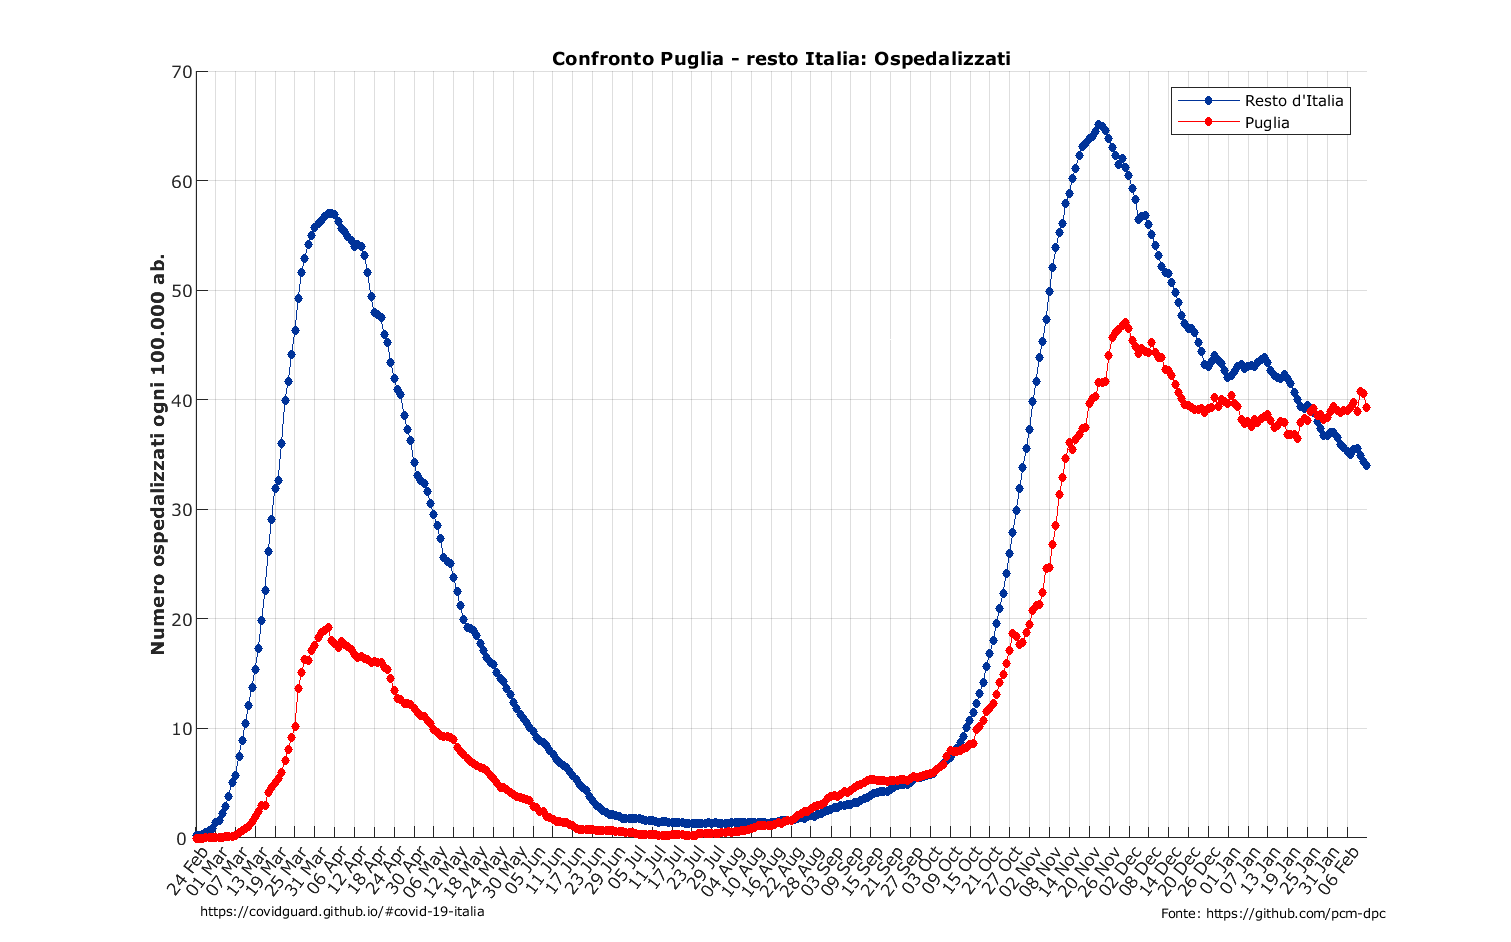 Confronto Puglia - resto Italia: Ospedalizzati
Resto d'Italia
Puglia
Numero ospedalizzati ogni 100.000 ab.
70
60
50
40
30
20
10
0
24 Feb
01 Mar
07 Mar
13 Mar
19 Mar
25 Mar
31 Mar
06 Apr
12 Apr
18 Apr
24 Apr
30 Apr
06 May
12 May
18 May
24 May
30 May
05 Jun
11 Jun
17 Jun
23 Jun
29 Jun
05 Jul
11 Jul
17 Jul
23 Jul
29 Jul
04 Aug
10 Aug
16 Aug
22 Aug
28 Aug
03 Sep
09 Sep
15 Sep
21 Sep
27 Sep
03 Oct
09 Oct
15 Oct
21 Oct
27 Oct
02 Nov
08 Nov
14 Nov
20 Nov
26 Nov
02 Dec
08 Dec
14 Dec
20 Dec
26 Dec
01 Jan
07 Jan
13 Jan
19 Jan
25 Jan
31 Jan
06 Feb
https://covidguard.github.io/#covid-19-italia
Fonte: https://github.com/pcm-dpc